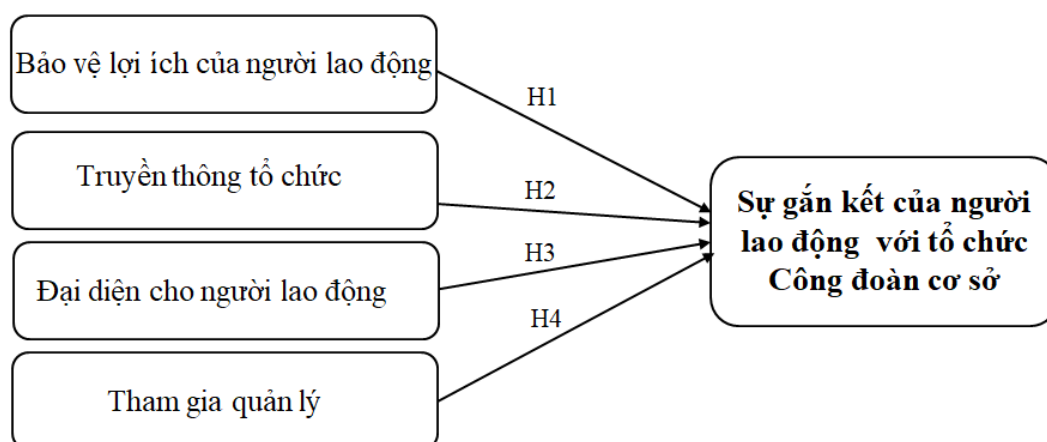 Bảo vệ lợi ích của người lao động
H1
Truyền thông tổ chức
H2
Sự gắn kết của người
lao động với tổ chức
Công đoàn cơ sở
H3
Đại diện cho người lao động
H4
Tham gia quản lý